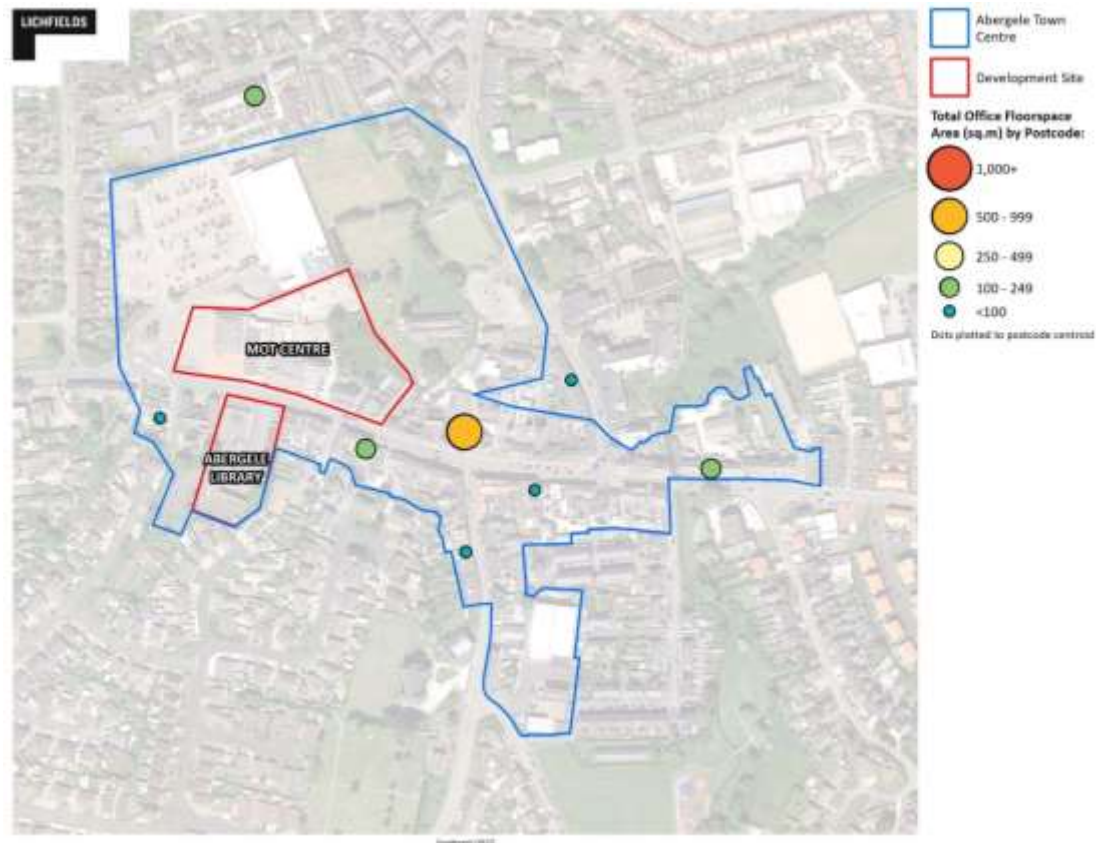 LICHFIELDS
Abergele Town
Centre
Development Site
Total Office Floorspace
Area (sq.m) by Postcode:
1,000+
500 - 999
250 - 499
100 - 249
<100
Dots plotted to postcode centroid
MOT CENTRE
ABERGELE
LIBRARY